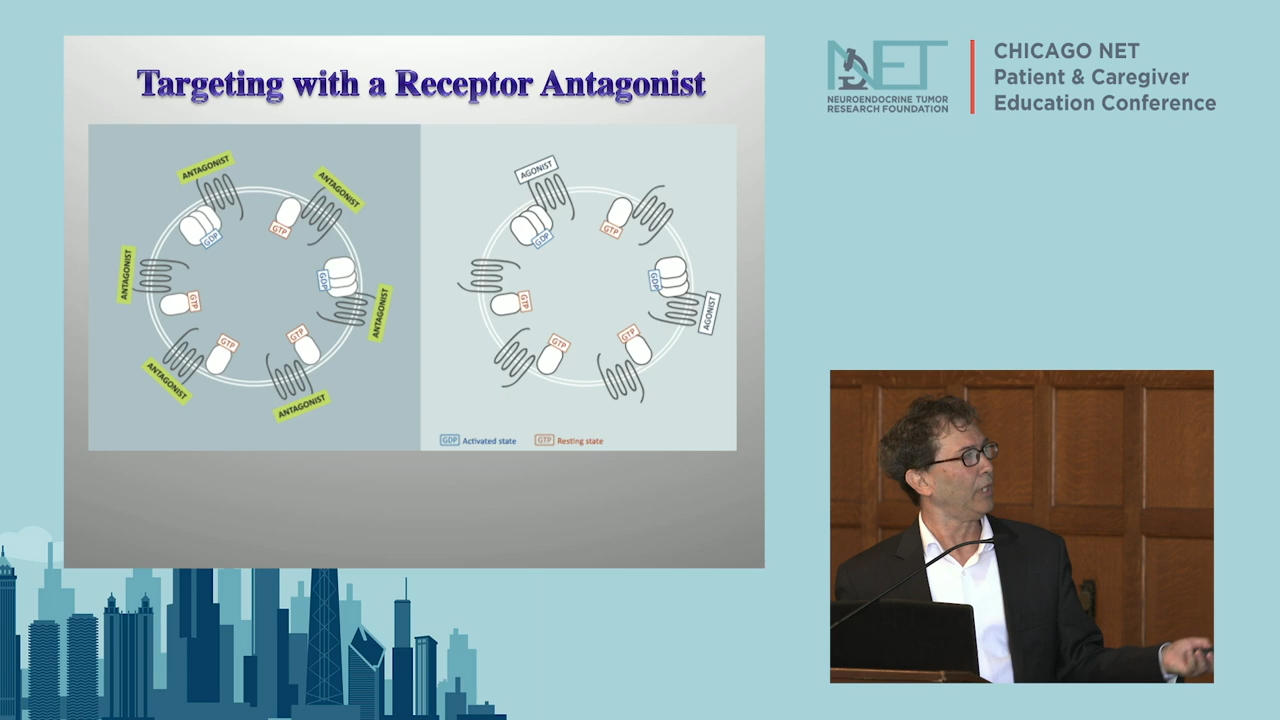 Targeting with a Receptor Antagonist
ANTAGONIST
ANTAGONIST
GDP
GTP
ANTAGONIST
GDP
GTP
ANTAGONIST
GTP
GTP
ANTAGONIST
ANTAGONIST
AGONIST
GTP
GDP
GDP
GTP
AGONIST
GTP
GTP
GDP Activated state GTP Resting state
NET
NEUROENDOCRINE TUMOR
RESEARCH FOUNDATION
CHICAGO NET
Patient & Caregiver
Education Conference